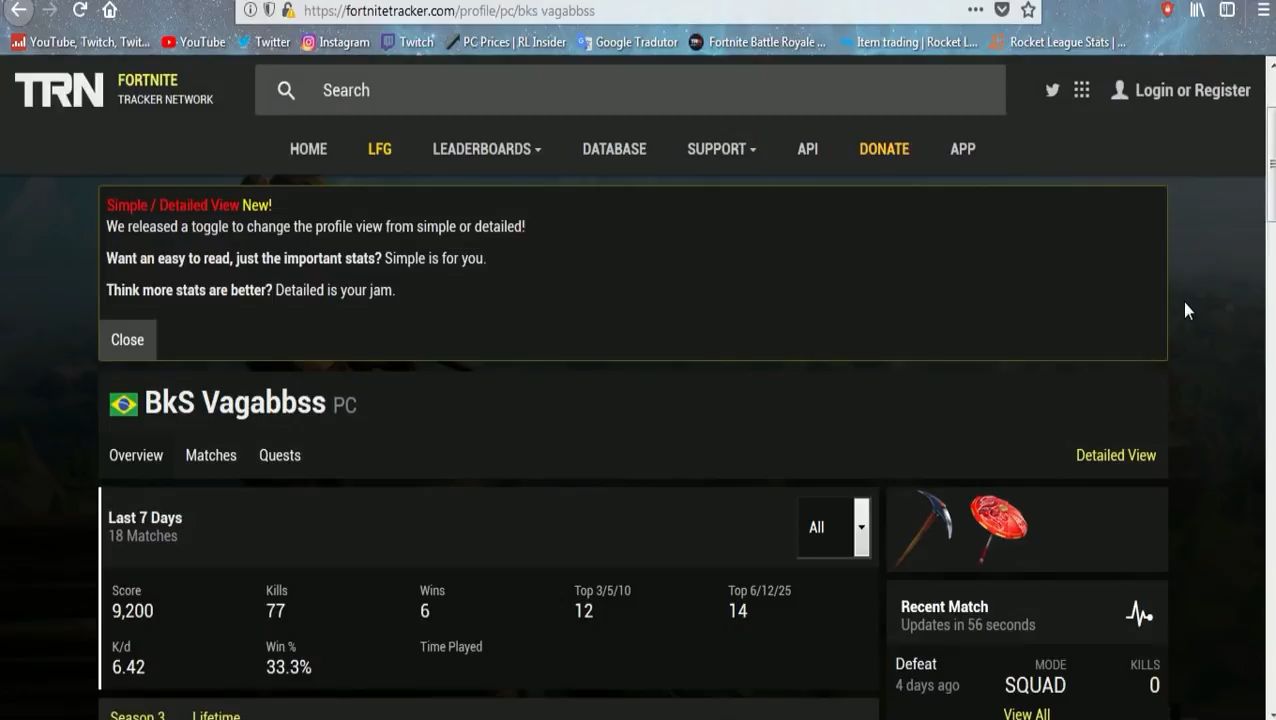 https://fortnitetracker.com/profile/pc/bks vagabbss
YouTube, Twitch, Twit... YouTube Twitter Instagram Twitch PC Prices | RL Insider Google Tradutor Fortnite Battle Royale ... Item trading | Rocket L... Rocket League Stats | ...
TRN FORTNITE
TRACKER NETWORK
Search
Login or Register
HOME LFG LEADERBOARDS DATABASE SUPPORT API DONATE APP
Simple / Detailed View New!
We released a toggle to change the profile view from simple or detailed!
Want an easy to read, just the important stats? Simple is for you.
Think more stats are better? Detailed is your jam.
Close
BkS Vagabbss PC
Overview Matches Quests Detailed View
Last 7 Days
18 Matches
All
Score Kills Wins Top 3/5/10 Top 6/12/25
9,200 77 6 12 14
K/d Win % Time Played
6.42 33.3%
Season 3 Lifetime
Recent Match
Updates in 56 seconds
Defeat MODE KILLS
4 days ago SQUAD 0
View All